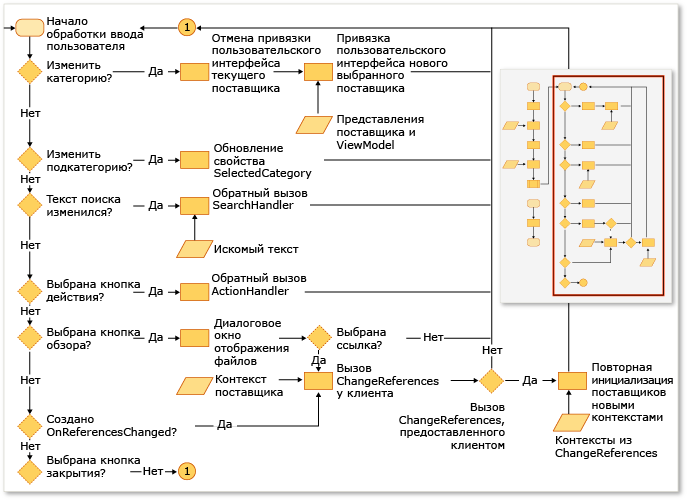 Начало
обработки ввода
пользователя
1
Изменить
категорию?
Да
Отмена привязки
пользовательского
интерфейса
текущего
поставщика
Привязка
пользовательского
интерфейса нового
выбранного
поставщика
Нет
Представления
поставщика и
ViewModel
Изменить
подкатегорию?
Да
Обновление
свойства
SelectedCategory
Нет
Текст поиска
изменился?
Да
Обратный вызов
SearchHandler
Нет
Искомый текст
Выбрана кнопка
действия?
Да
Обратный вызов
ActionHandler
Нет
Выбрана кнопка
обзора?
Да
Диалоговое
окно
отображения
файлов
Выбрана
ссылка?
Нет
Да
Нет
Нет
Контекст
поставщика
Вызов
ChangeReferences
у клиента
Да
Повторная
инициализация
поставщиков
новыми
контекстами
Вызов
ChangeReferences,
предоставленного
клиентом
Контексты из
ChangeReferences
Создано
OnReferencesChanged?
Да
Нет
Выбрана кнопка
закрытия?
Нет
1